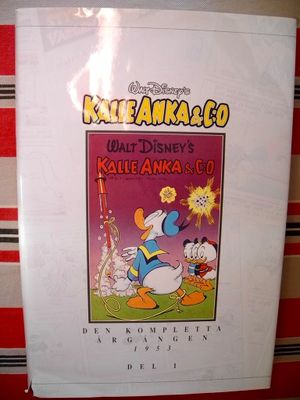 Walt Disney's
KALLE ANKA & C:O
WALT DISNEY'S
KALLE ANKA & C:O
DEN KOMPLETTA
ÅRGÅNGEN
1953
DEL 1